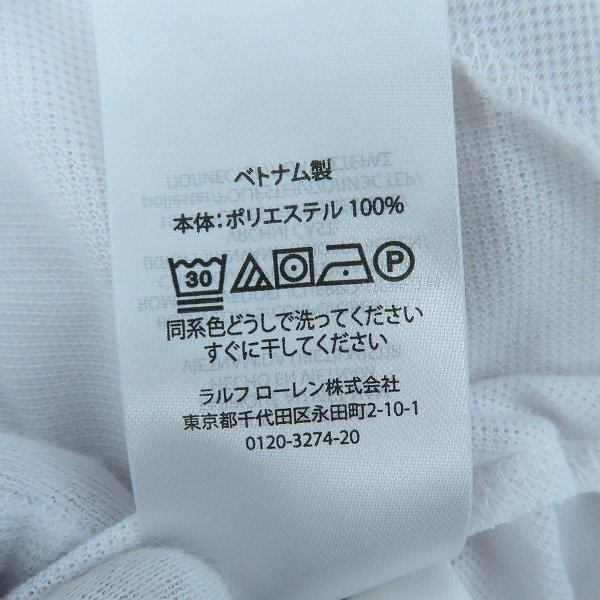 ベトナム製
本体：ポリエステル 100%
30 P
同系色どうしで洗ってください
すぐに干してください
ラルフ ローレン株式会社
東京都千代田区永田町2-10-1
0120-3274-20